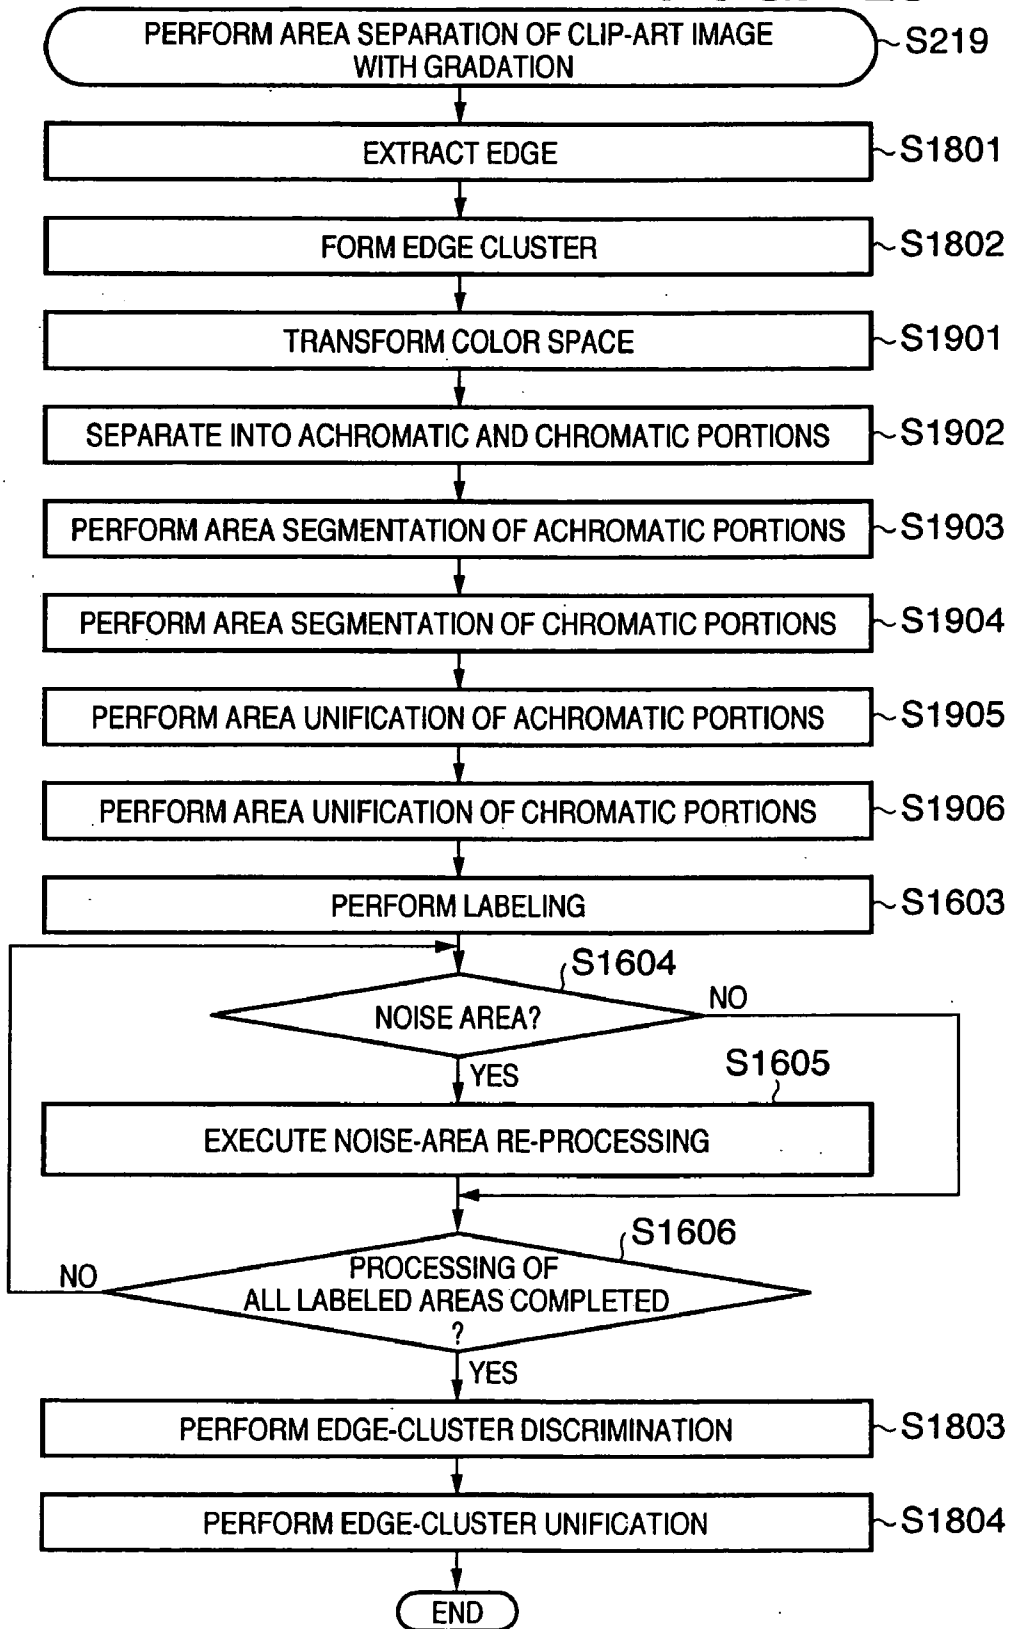 PERFORM AREA SEPARATION OF CLIP-ART IMAGE
WITH GRADATION
S219
EXTRACT EDGE
S1801
FORM EDGE CLUSTER
S1802
TRANSFORM COLOR SPACE
S1901
SEPARATE INTO ACHROMATIC AND CHROMATIC PORTIONS
S1902
PERFORM AREA SEGMENTATION OF ACHROMATIC PORTIONS
S1903
PERFORM AREA SEGMENTATION OF CHROMATIC PORTIONS
S1904
PERFORM AREA UNIFICATION OF ACHROMATIC PORTIONS
S1905
PERFORM AREA UNIFICATION OF CHROMATIC PORTIONS
S1906
PERFORM LABELING
S1603
S1604
NOISE AREA?
NO
YES
S1605
EXECUTE NOISE-AREA RE-PROCESSING
S1606
PROCESSING OF
ALL LABELED AREAS COMPLETED
?
NO
YES
PERFORM EDGE-CLUSTER DISCRIMINATION
S1803
PERFORM EDGE-CLUSTER UNIFICATION
S1804
END